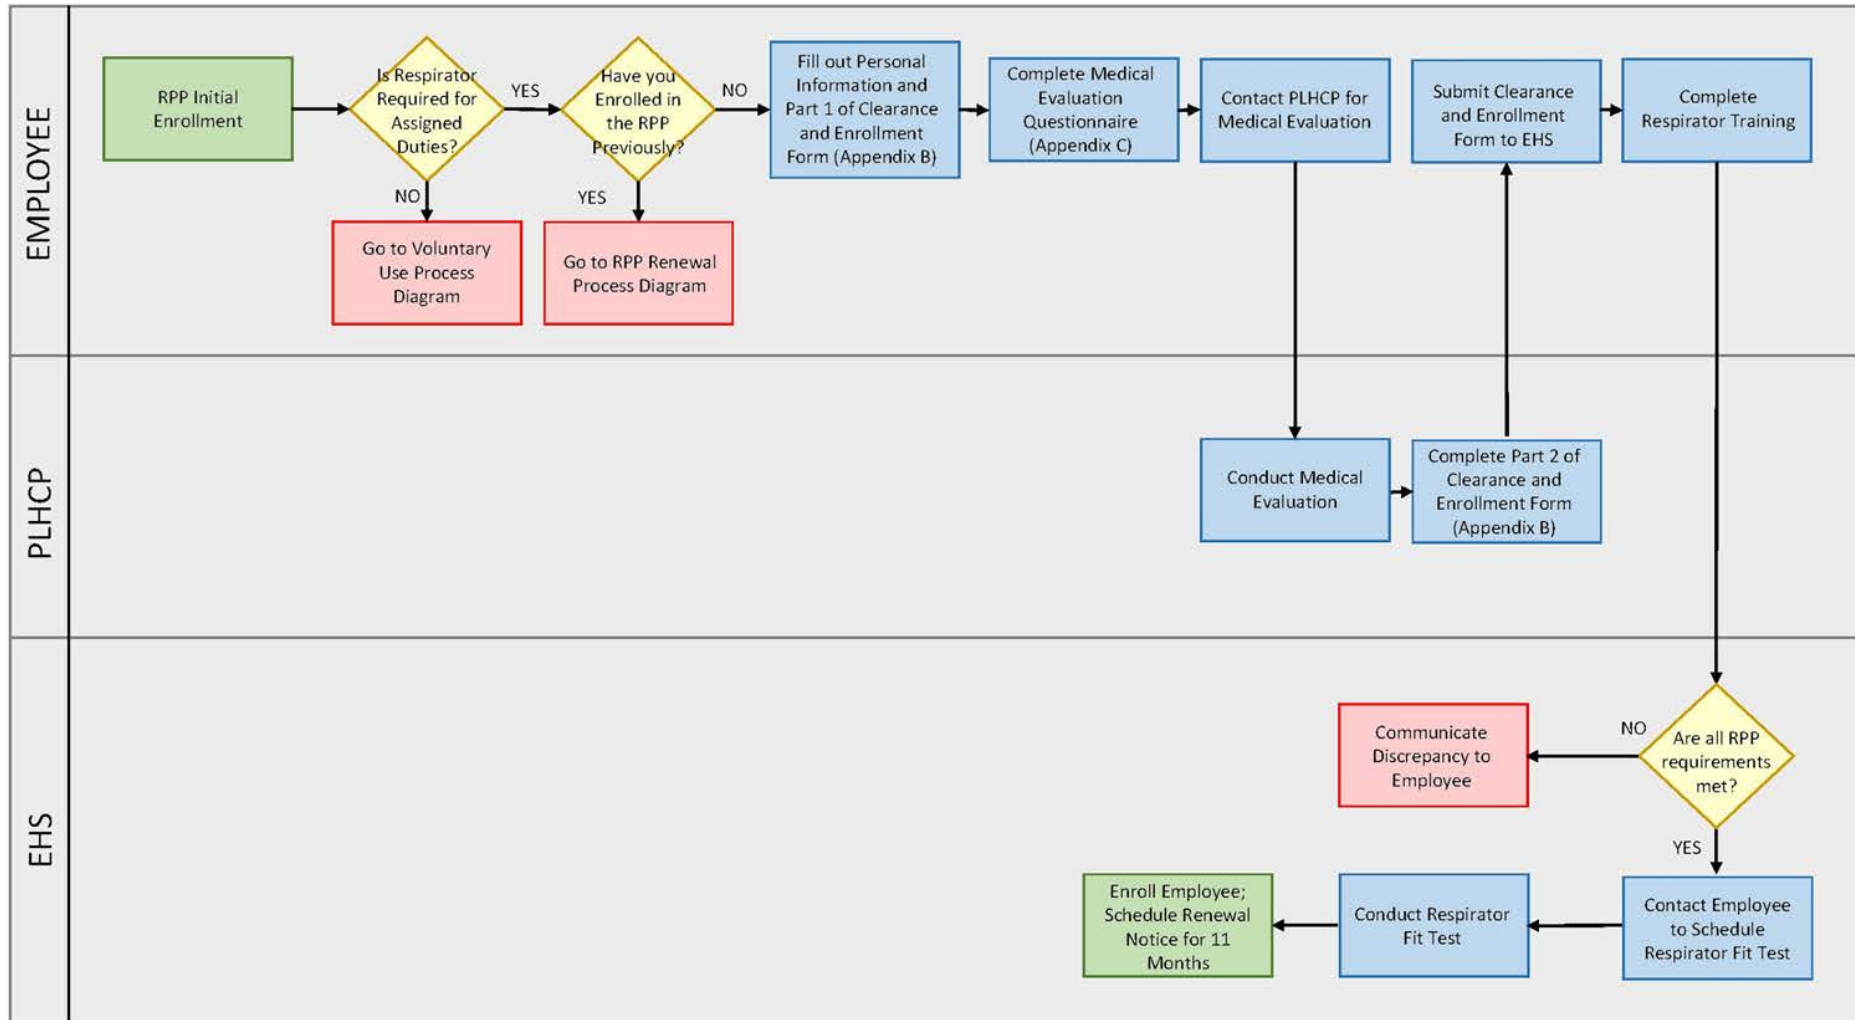 EMPLOYEE
RPP Initial
Enrollment
Is Respirator
Required for
Assigned
Duties?
YES
NO
Have you
Enrolled in
the RPP
Previously?
NO
YES
Fill out Personal
Information and
Part 1 of Clearance
and Enrollment
Form (Appendix B)
Complete Medical
Evaluation
Questionnaire
(Appendix C)
Contact PLHCP for
Medical Evaluation
Submit Clearance
and Enrollment
Form to EHS
Complete
Respirator Training
Go to Voluntary
Use Process
Diagram
Go to RPP Renewal
Process Diagram
PLHCP
Conduct Medical
Evaluation
Complete Part 2 of
Clearance and
Enrollment Form
(Appendix B)
EHS
Are all RPP
requirements
met?
NO
YES
Communicate
Discrepancy to
Employee
Contact Employee
to Schedule
Respirator Fit Test
Conduct Respirator
Fit Test
Enroll Employee;
Schedule Renewal
Notice for 11
Months